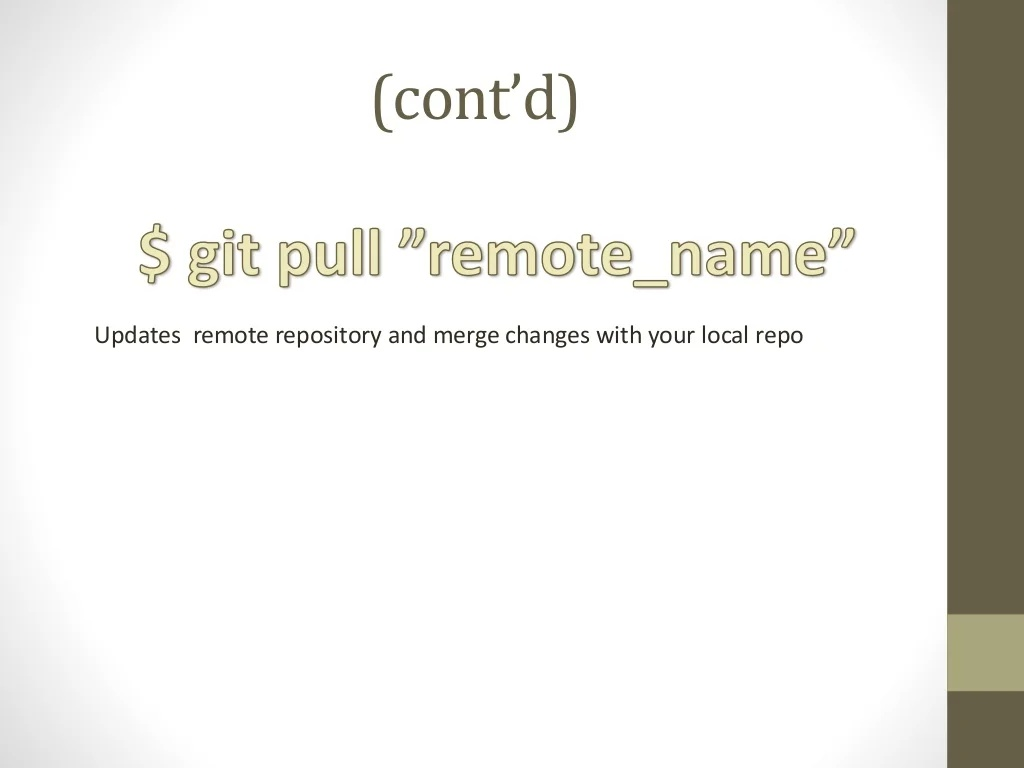 (cont’d)
$ git pull ”remote_name”
Updates  remote repository and merge changes with your local repo